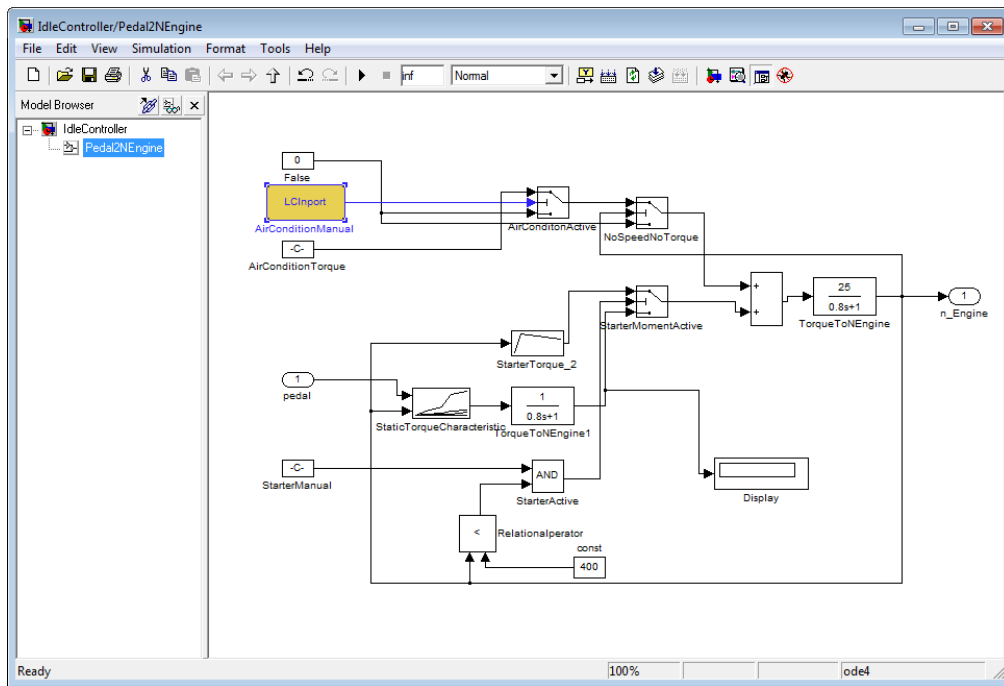 IdleController/Pedal2NEngine
File Edit View Simulation Format Tools Help
inf Normal
Model Browser
IdleController
Pedal2NEngine
0
False
LCInport
AirConditionManual
-C-
AirConditionTorque
AirConditonActive
NoSpeedNoTorque
+
+
25
0.8s+1
TorqueToNEngine
1
n_Engine
StarterMomentActive
StarterTorque_2
1
pedal
StaticTorqueCharacteristic
1
0.8s+1
TorqueToNEngine1
-C-
StarterManual
AND
StarterActive
Display
<
Relationalperator
const
400
Ready 100% ode4